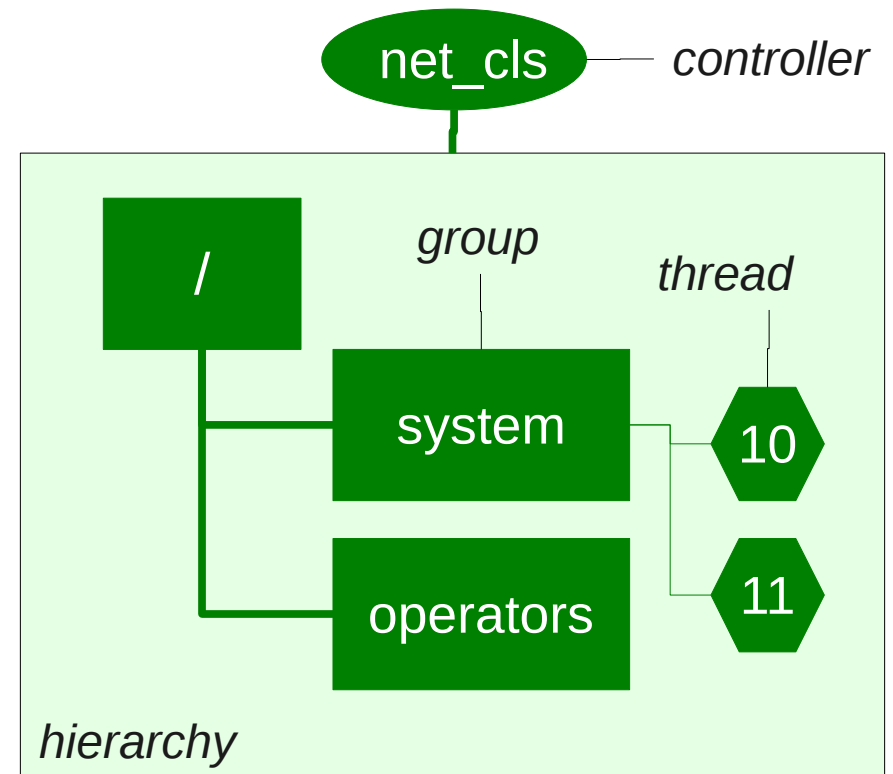 net_cls
controller
/
group
thread
system
10
operators
11
hierarchy